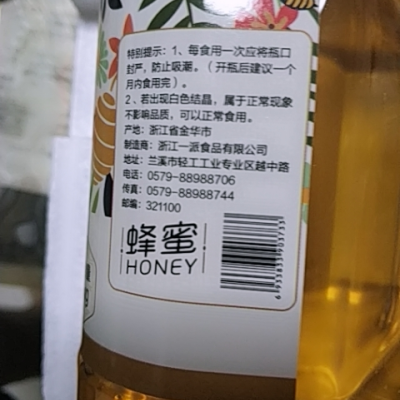 特别提示：1、每食用一次应将瓶口
封严，防止吸潮。（开瓶后建议一个
月内食用完）。
2、若出现白色结晶，属于正常现象
不影响品质，可以正常食用。
产地：浙江省金华市
制造商：浙江一派食品有限公司
地址：兰溪市轻工工业专业区越中路
电话：0579-88988706
传真：0579-88988744
邮编：321100
蜂蜜
HONEY
6933835903733